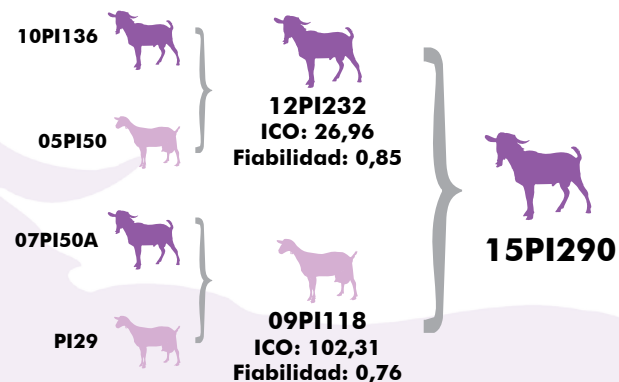 10PI136
05PI50
12PI232
ICO: 26,96
Fiabilidad: 0,85
07PI50A
PI29
09PI118
ICO: 102,31
Fiabilidad: 0,76
15PI290